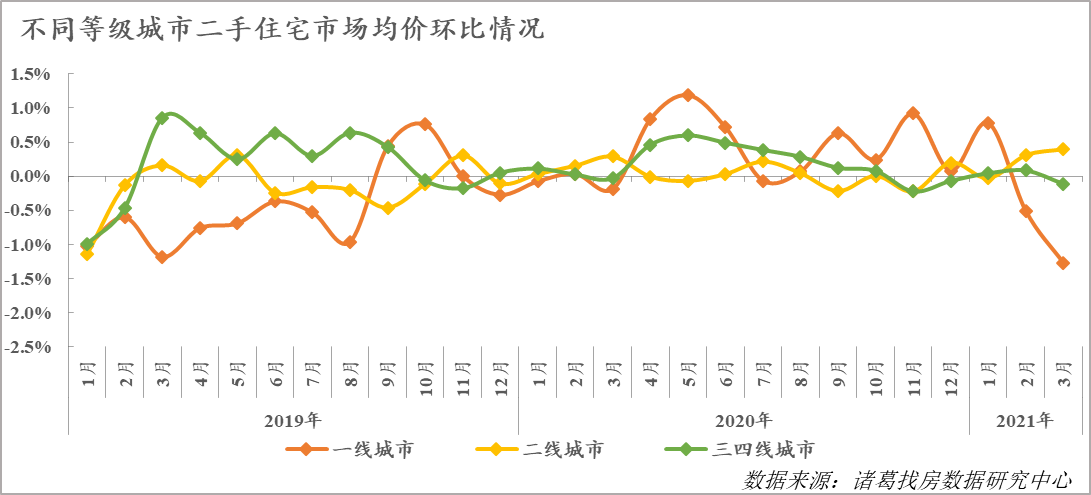 不同等级城市二手住宅市场均价环比情况
1.5%
1.0%
0.5%
0.0%
-0.5%
-1.0%
-1.5%
-2.0%
-2.5%
1月 2月 3月 4月 5月 6月 7月 8月 9月 10月 11月 12月 1月 2月 3月 4月 5月 6月 7月 8月 9月 10月 11月 12月 1月 2月 3月
2019年 2020年 2021年
一线城市 二线城市 三四线城市
数据来源：诸葛找房数据研究中心